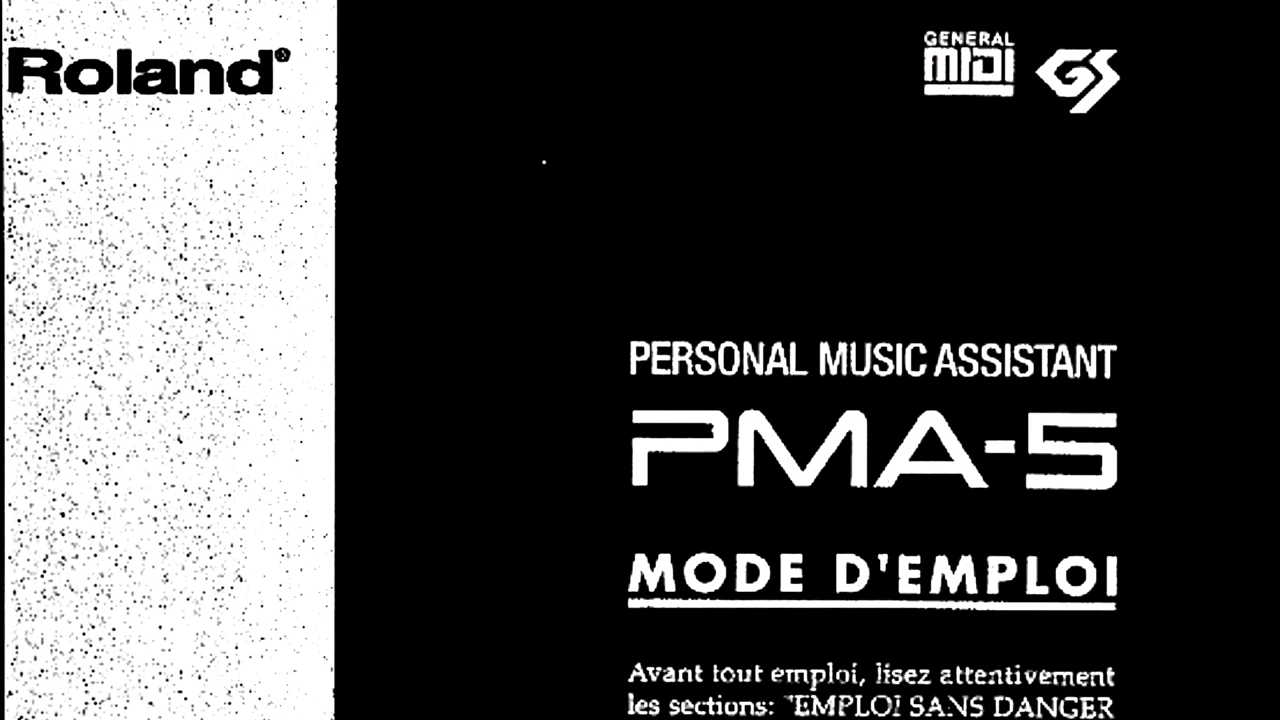 Roland®
GENERAL
MIDI
GS
PERSONAL MUSIC ASSISTANT
PMA-5
MODE D'EMPLOI
Avant tout emploi, lisez attentivement
les sections: "EMPLOI SANS DANGER